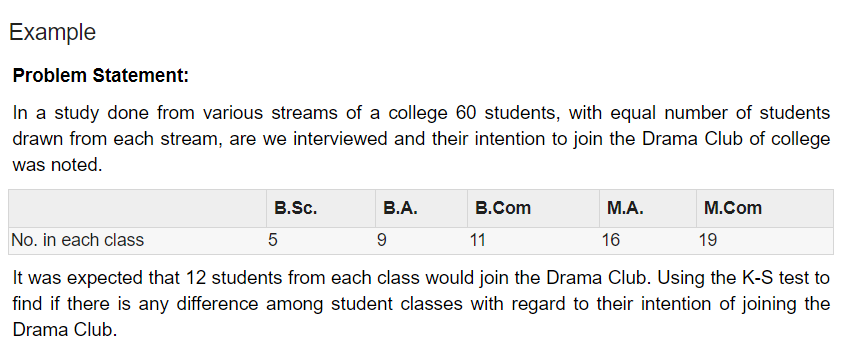 Example
Problem Statement:
In a study done from various streams of a college 60 students, with equal number of students
drawn from each stream, are we interviewed and their intention to join the Drama Club of college
was noted.
B.Sc. B.A. B.Com M.A. M.Com
No. in each class 5 9 11 16 19
It was expected that 12 students from each class would join the Drama Club. Using the K-S test to
find if there is any difference among student classes with regard to their intention of joining the
Drama Club.